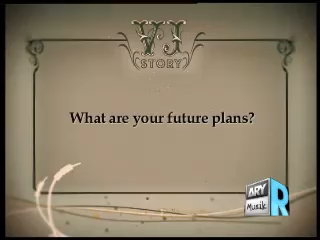 VJ
STORY
What are your future plans?
ARY
Musik
R